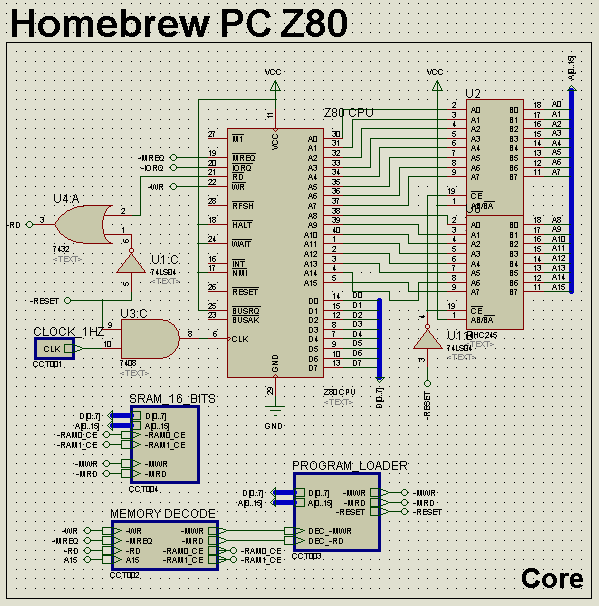 Homebrew PC Z80
VCC
VCC
A[0..15]
U2
Z80 CPU
11
VCC
27 M1
19 MREQ
20 IORQ
21 RD
22 WR
28 RFSH
18 HALT
24 WAIT
16 INT
17 NMI
26 RESET
25 BUSRQ
23 BUSAK
6 CLK
A0 30
A1 31
A2 32
A3 33
A4 34
A5 35
A6 36
A7 37
A8 38
A9 39
A10 40
A11 1
A12 2
A13 3
A14 4
A15 5
D0 14 D0
D1 15 D1
D2 12 D2
D3 8 D3
D4 7 D4
D5 9 D5
D6 10 D6
D7 13 D7
GND
29
GND
Z80 CPU
<TEXT>
D[0..7]
2 A0 B0 18 A0
3 A1 B1 17 A1
4 A2 B2 16 A2
5 A3 B3 15 A3
6 A4 B4 14 A4
7 A5 B5 13 A5
8 A6 B6 12 A6
9 A7 B7 11 A7
19 CE
1 AB/BA
2 A0 B0 18 A8
3 A1 B1 17 A9
4 A2 B2 16 A10
5 A3 B3 15 A11
6 A4 B4 14 A12
7 A5 B5 13 A13
8 A6 B6 12 A14
9 A7 B7 11 A15
19 CE
1 AB/BA
HC245
<TEXT>
4
74LS04
<TEXT>
3
-RESET
-MREQ
-IORQ
-WR
U4:A
-RD
3
2
1
7432
<TEXT>
6
U1:C
74LS04
<TEXT>
5
-RESET
U3:C
9
10
8
7408
<TEXT>
CLOCK_1HZ
CLK
CCT001
SRAM_16_BITS
D[0..7] D[0..7]
A[0..15] A[0..15]
-RAM0_CE -RAM0_CE
-RAM1_CE -RAM1_CE
-MWR -MWR
-MRD -MRD
CCT004
PROGRAM_LOADER
D[0..7] D[0..7] -MWR -MWR
A[0..15] A[0..15] -MRD -MRD
-RESET -RESET
DEC_-MWR
DEC_-RD
CCT003
MEMORY DECODE
-WR -WR -MWR
-MREQ -MREQ -MRD
-RD -RD -RAM0_CE -RAM0_CE
A15 A15 -RAM1_CE -RAM1_CE
CCT002
Core